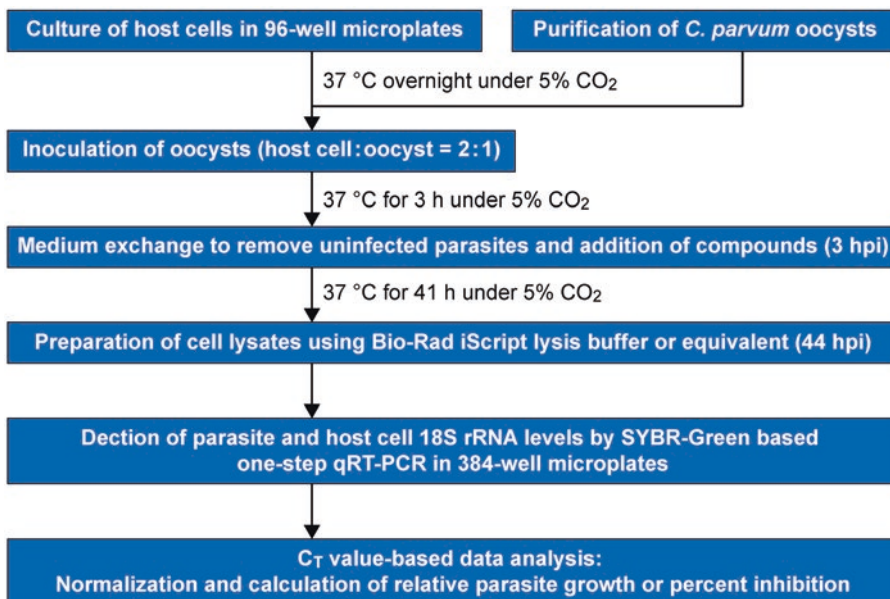 Culture of host cells in 96-well microplates
Purification of C. parvum oocysts
37 °C overnight under 5% CO₂
Inoculation of oocysts (host cell:oocyst = 2:1)
37 °C for 3 h under 5% CO₂
Medium exchange to remove uninfected parasites and addition of compounds (3 hpi)
37 °C for 41 h under 5% CO₂
Preparation of cell lysates using Bio-Rad iScript lysis buffer or equivalent (44 hpi)
Dection of parasite and host cell 18S rRNA levels by SYBR-Green based
one-step qRT-PCR in 384-well microplates
C_T value-based data analysis:
Normalization and calculation of relative parasite growth or percent inhibition